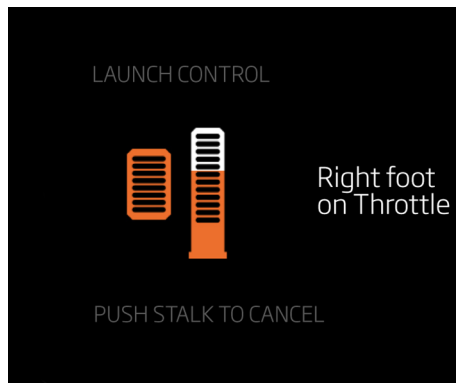 LAUNCH CONTROL
Right foot
on Throttle
PUSH STALK TO CANCEL